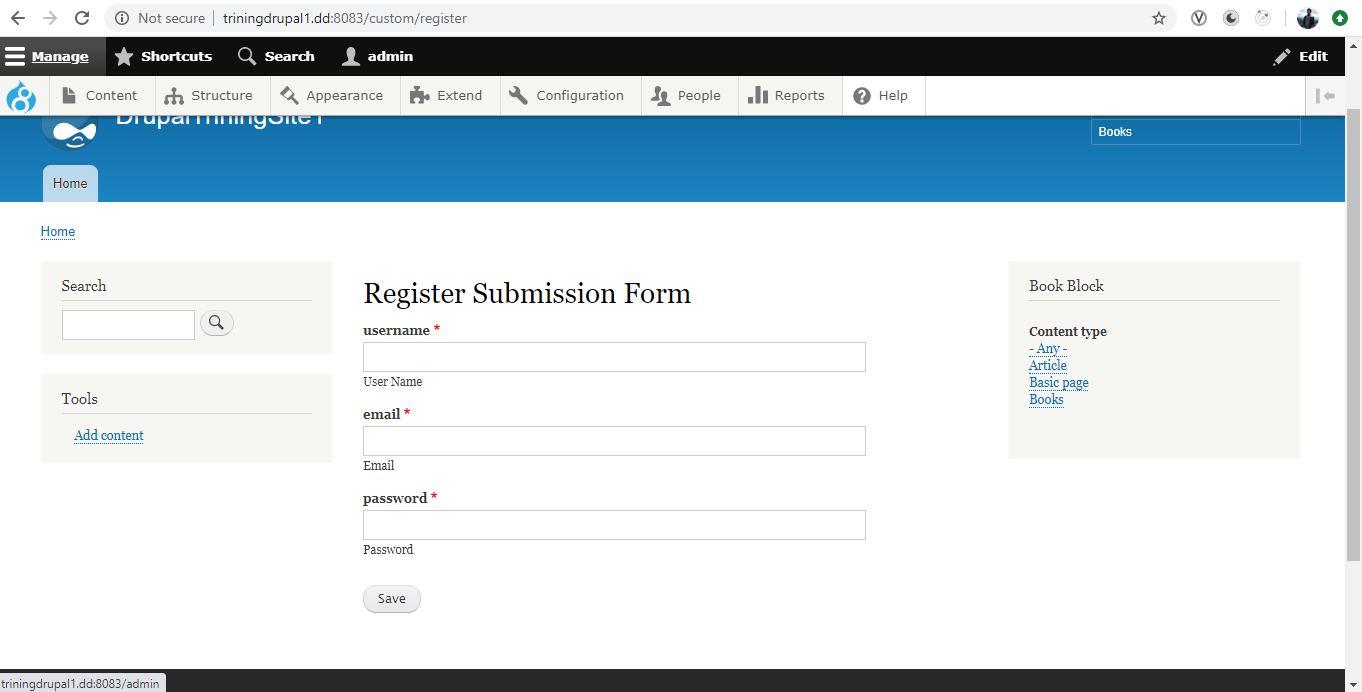 Not secure | triningdrupal1.dd:8083/custom/register
Manage Shortcuts Search admin Edit
Content Structure Appearance Extend Configuration People Reports Help
DrupalTriningSite1
Books
Home
Home
Search
Tools
Add content
Register Submission Form
username *
User Name
email *
Email
password *
Password
Save
Book Block
Content type
- Any -
Article
Basic page
Books
triningdrupal1.dd:8083/admin